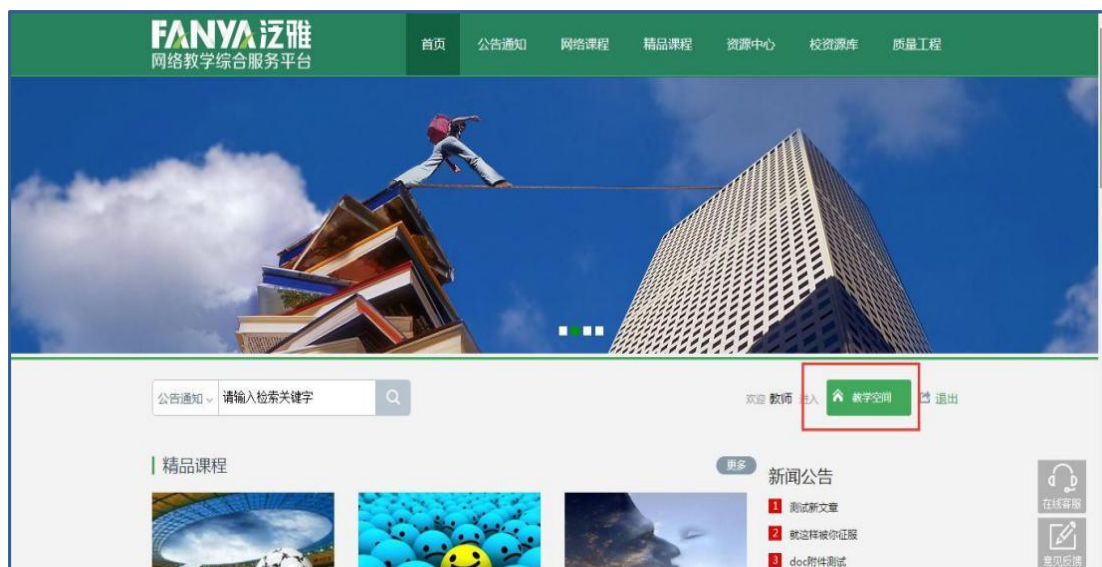 FANYA泛雅
网络教学综合服务平台
首页 公告通知 网络课程 精品课程 资源中心 校资源库 质量工程
公告通知 请输入检索关键字
欢迎 教师 进入 教学空间 退出
精品课程
更多
新闻公告
1 测试新文章
2 就这样被你征服
3 doc附件测试
在线客服
意见反馈